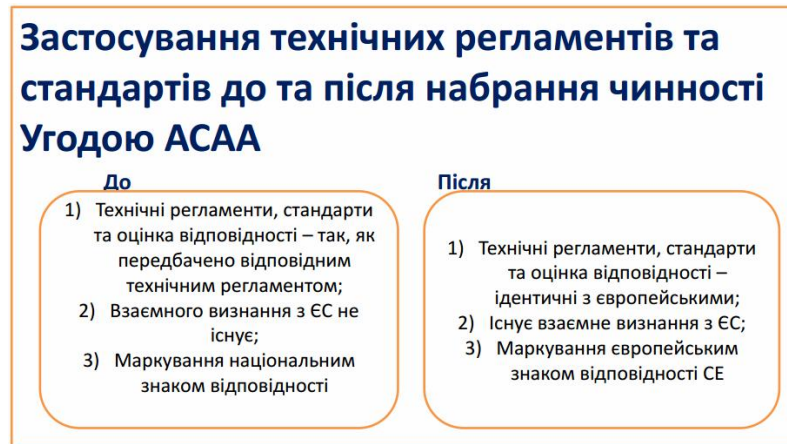 Застосування технічних регламентів та
стандартів до та після набрання чинності
Угодою АСАА
До
1) Технічні регламенти, стандарти
та оцінка відповідності – так, як
передбачено відповідним
технічним регламентом;
2) Взаємного визнання з ЄС не
існує;
3) Маркування національним
знаком відповідності
Після
1) Технічні регламенти, стандарти
та оцінка відповідності –
ідентичні з європейськими;
2) Існує взаємне визнання з ЄС;
3) Маркування європейським
знаком відповідності СЕ